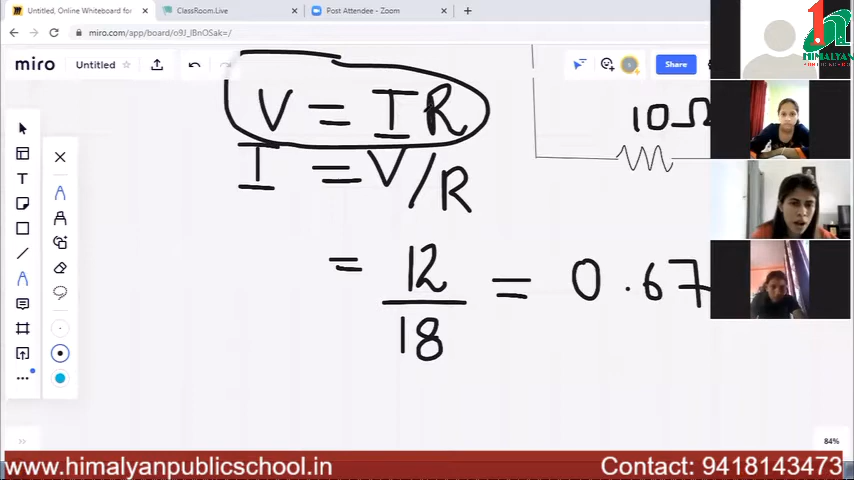 Untitled, Online Whiteboard for
ClassRoom.Live
Post Attendee - Zoom
miro.com/app/board/o9J_lBnOSak=/
miro
Untitled
Share
HIMALYAN
V = IR
10Ω
I = V/R
= 12/18 = 0.67
84%
www.himalyanpublicschool.in
Contact: 9418143473